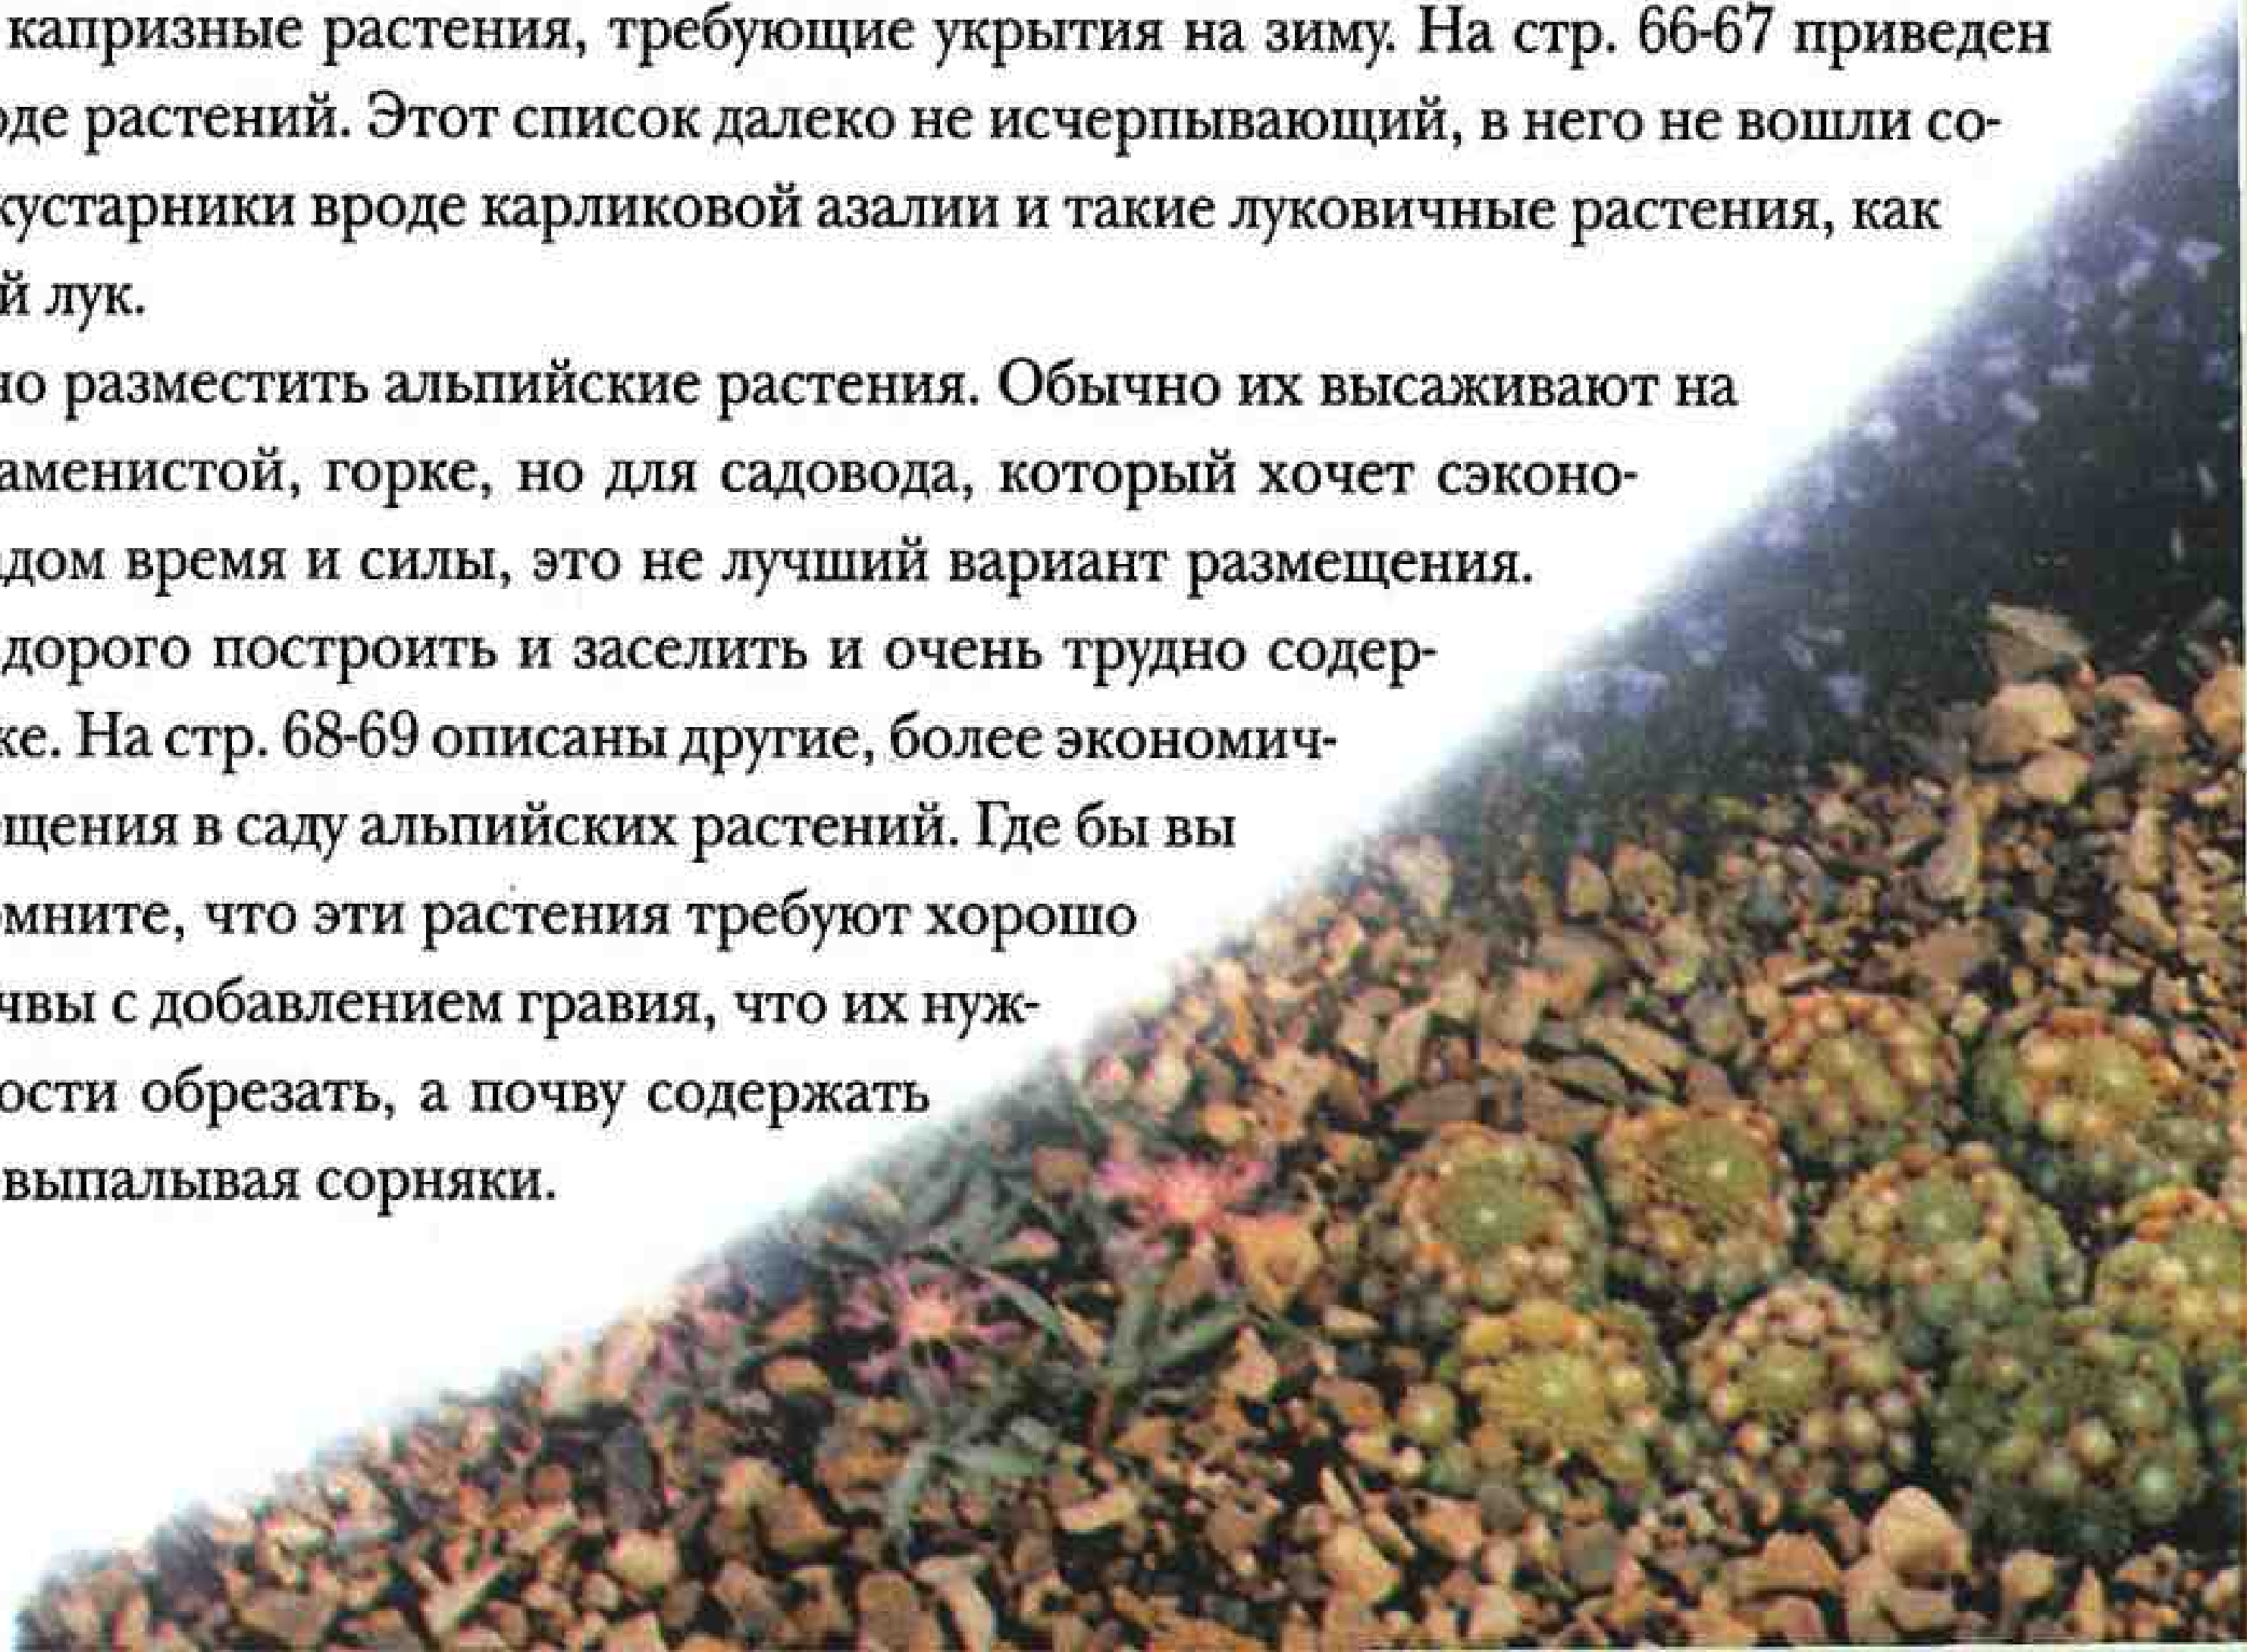 капризные растения, требующие укрытия на зиму. На стр. 66-67 приведен
оде растений. Этот список далеко не исчерпывающий, в него не вошли со-
кустарники вроде карликовой азалии и такие луковичные растения, как
й лук.
но разместить альпийские растения. Обычно их высаживают на
аменистой, горке, но для садовода, который хочет сэконо-
адом время и силы, это не лучший вариант размещения.
дорого построить и заселить и очень трудно содер-
ке. На стр. 68-69 описаны другие, более экономич-
ещения в саду альпийских растений. Где бы вы
омните, что эти растения требуют хорошо
чвы с добавлением гравия, что их нуж-
ости обрезать, а почву содержать
выпалывая сорняки.